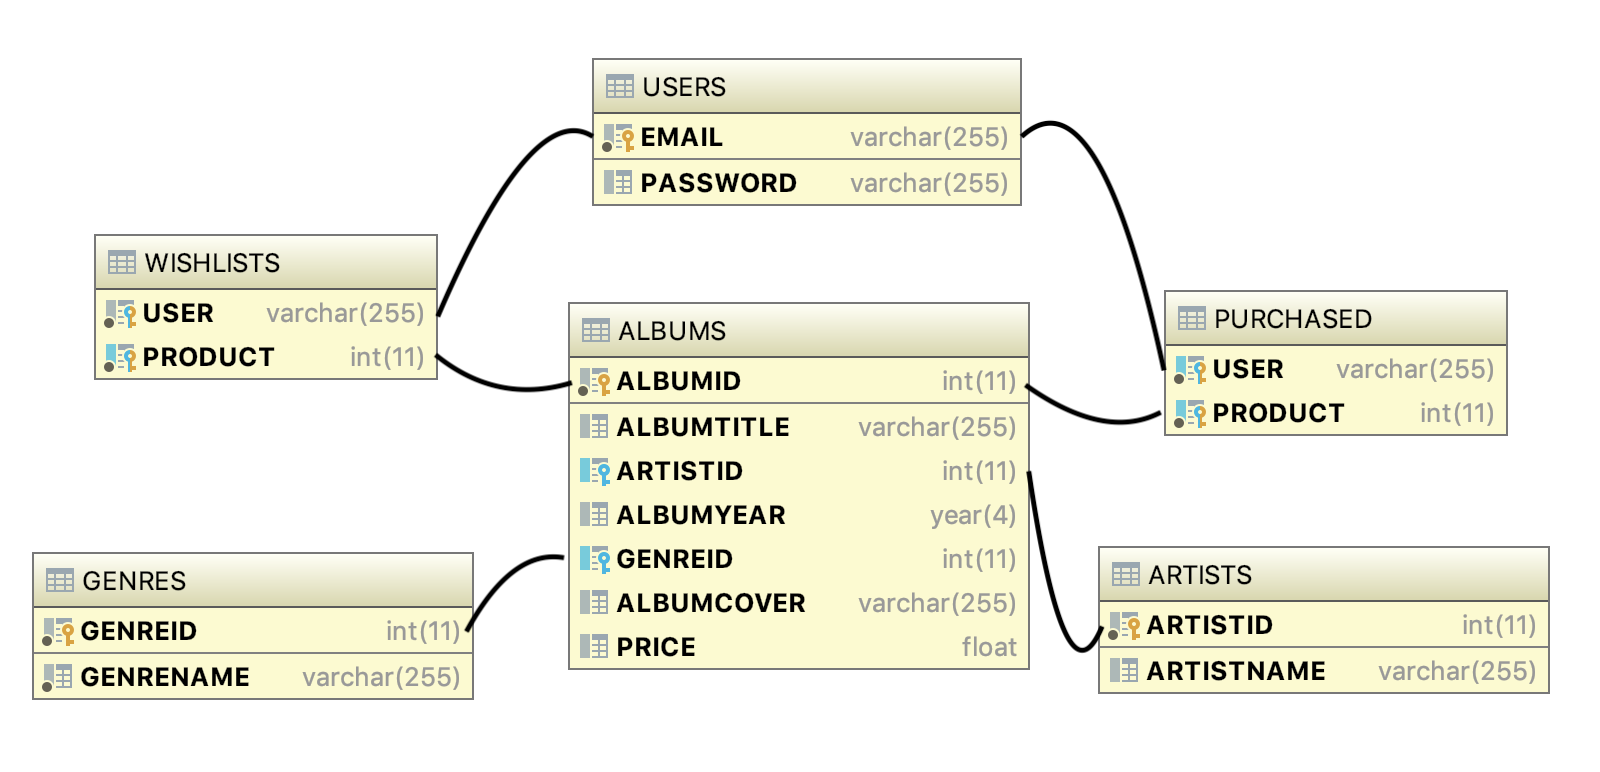 USERS
EMAIL varchar(255)
PASSWORD varchar(255)
WISHLISTS
USER varchar(255)
PRODUCT int(11)
ALBUMS
ALBUMID int(11)
ALBUMTITLE varchar(255)
ARTISTID int(11)
ALBUMYEAR year(4)
GENREID int(11)
ALBUMCOVER varchar(255)
PRICE float
PURCHASED
USER varchar(255)
PRODUCT int(11)
GENRES
GENREID int(11)
GENRENAME varchar(255)
ARTISTS
ARTISTID int(11)
ARTISTNAME varchar(255)